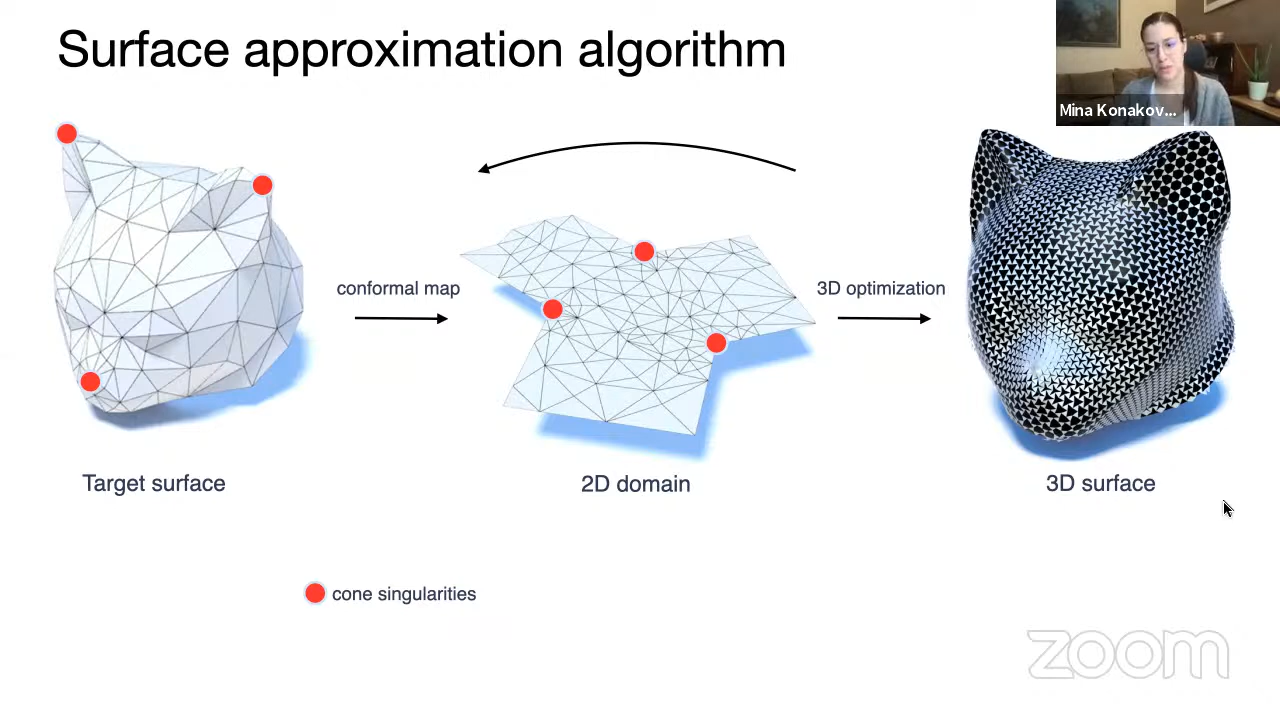 Surface approximation algorithm
Mina Konakov...
conformal map
3D optimization
Target surface
2D domain
3D surface
cone singularities
zoom